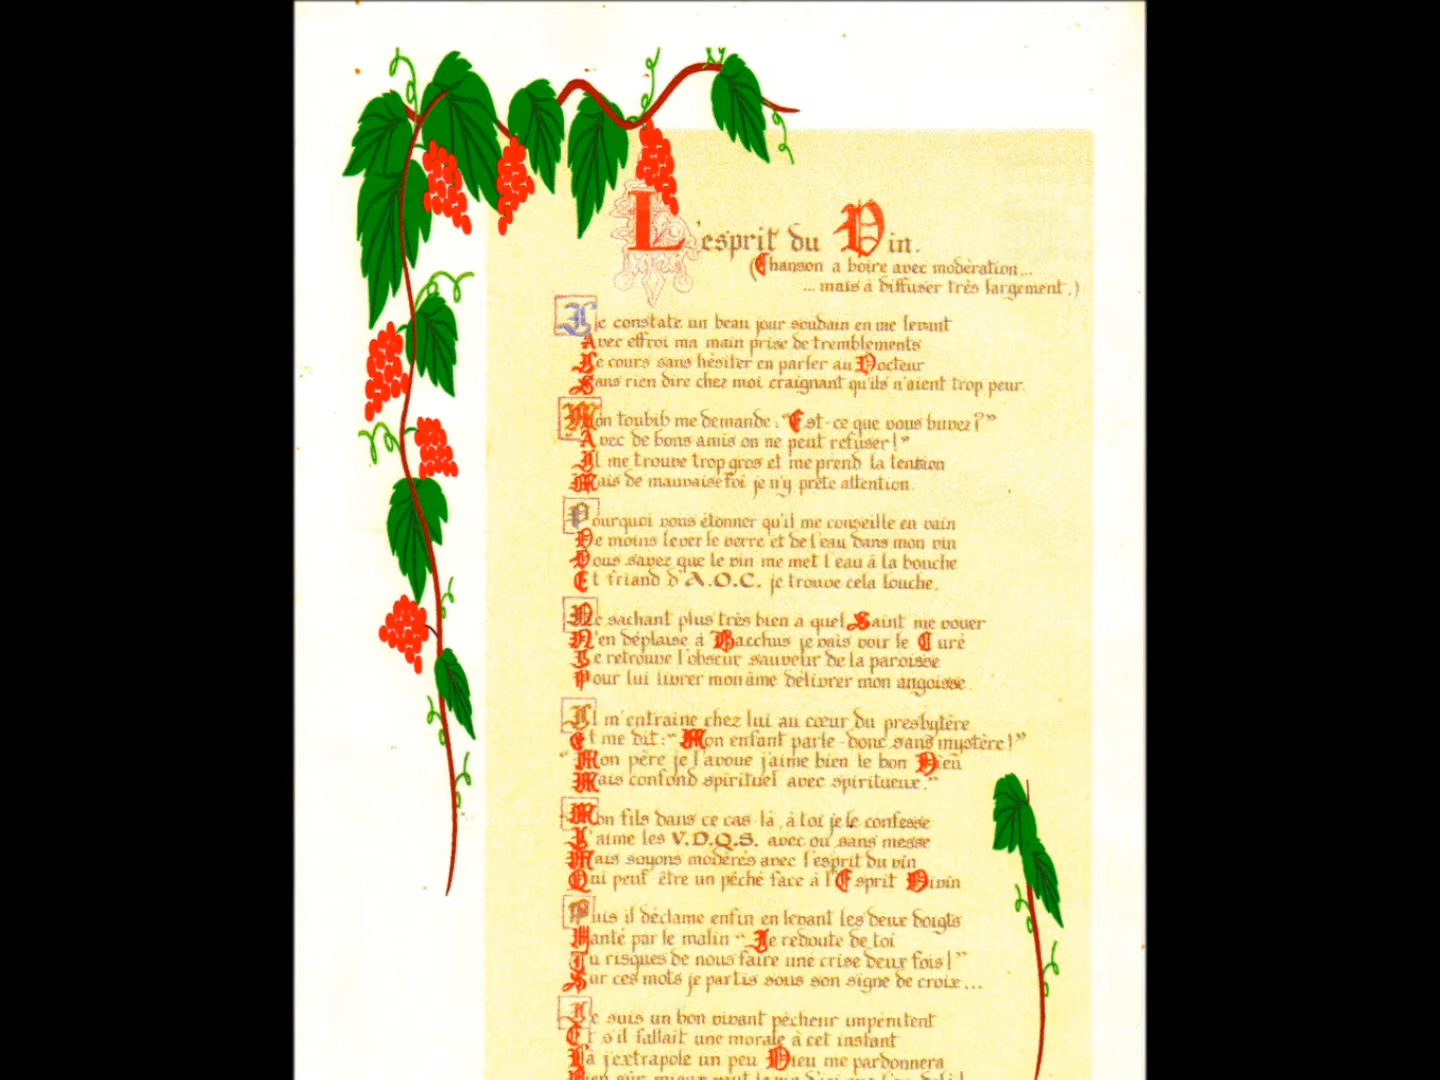 L'esprit du Vin.
(Chanson a boire avec modération...
... mais à diffuser très largement.)
Je constate un beau jour soudain en me levant
Avec effroi ma main prise de tremblements
Je cours sans hésiter en parler au Docteur
Sans rien dire chez moi craignant qu'ils n'aient trop peur.
Mon toubib me demande : "Est-ce que vous buvez ?"
"Avec de bons amis on ne peut refuser !"
Il me trouve trop gros et me prend la tention
Mais de mauvaise foi je n'y prête attention.
Pourquoi vous étonner qu'il me conseille en vain
De moins lever le verre et de l'eau dans mon vin
Vous savez que le vin me met l'eau à la bouche
Et friand d'A.O.C. je trouve cela louche.
Ne sachant plus très bien a quel Saint me vouer
N'en déplaise à Bacchus je vais voir le Curé
Je retrouve l'obscur sauveur de la paroisse
Pour lui livrer mon âme délivrer mon angoisse
Il m'entraine chez lui au cœur du presbytère
Et me dit : "Mon enfant parle-donc sans mystère !"
"Mon père je l'avoue j'aime bien le bon Dieu
Mais confond spirituel avec spiritueux."
Mon fils dans ce cas là, à toi je le confesse
J'aime les V.D.Q.S. avec ou sans messe
Mais soyons modérés avec l'esprit du vin
Qui peut être un péché face à l'Esprit Divin
Puis il déclame enfin en levant les deux doigts
Hanté par le malin "Je redoute de toi
Tu risques de nous faire une crise deux fois !"
Sur ces mots je partis sous son signe de croix...
Je suis un bon vivant pécheur impénitent
Et s'il fallait une morale à cet instant
Là j'extrapole un peu Dieu me pardonnera